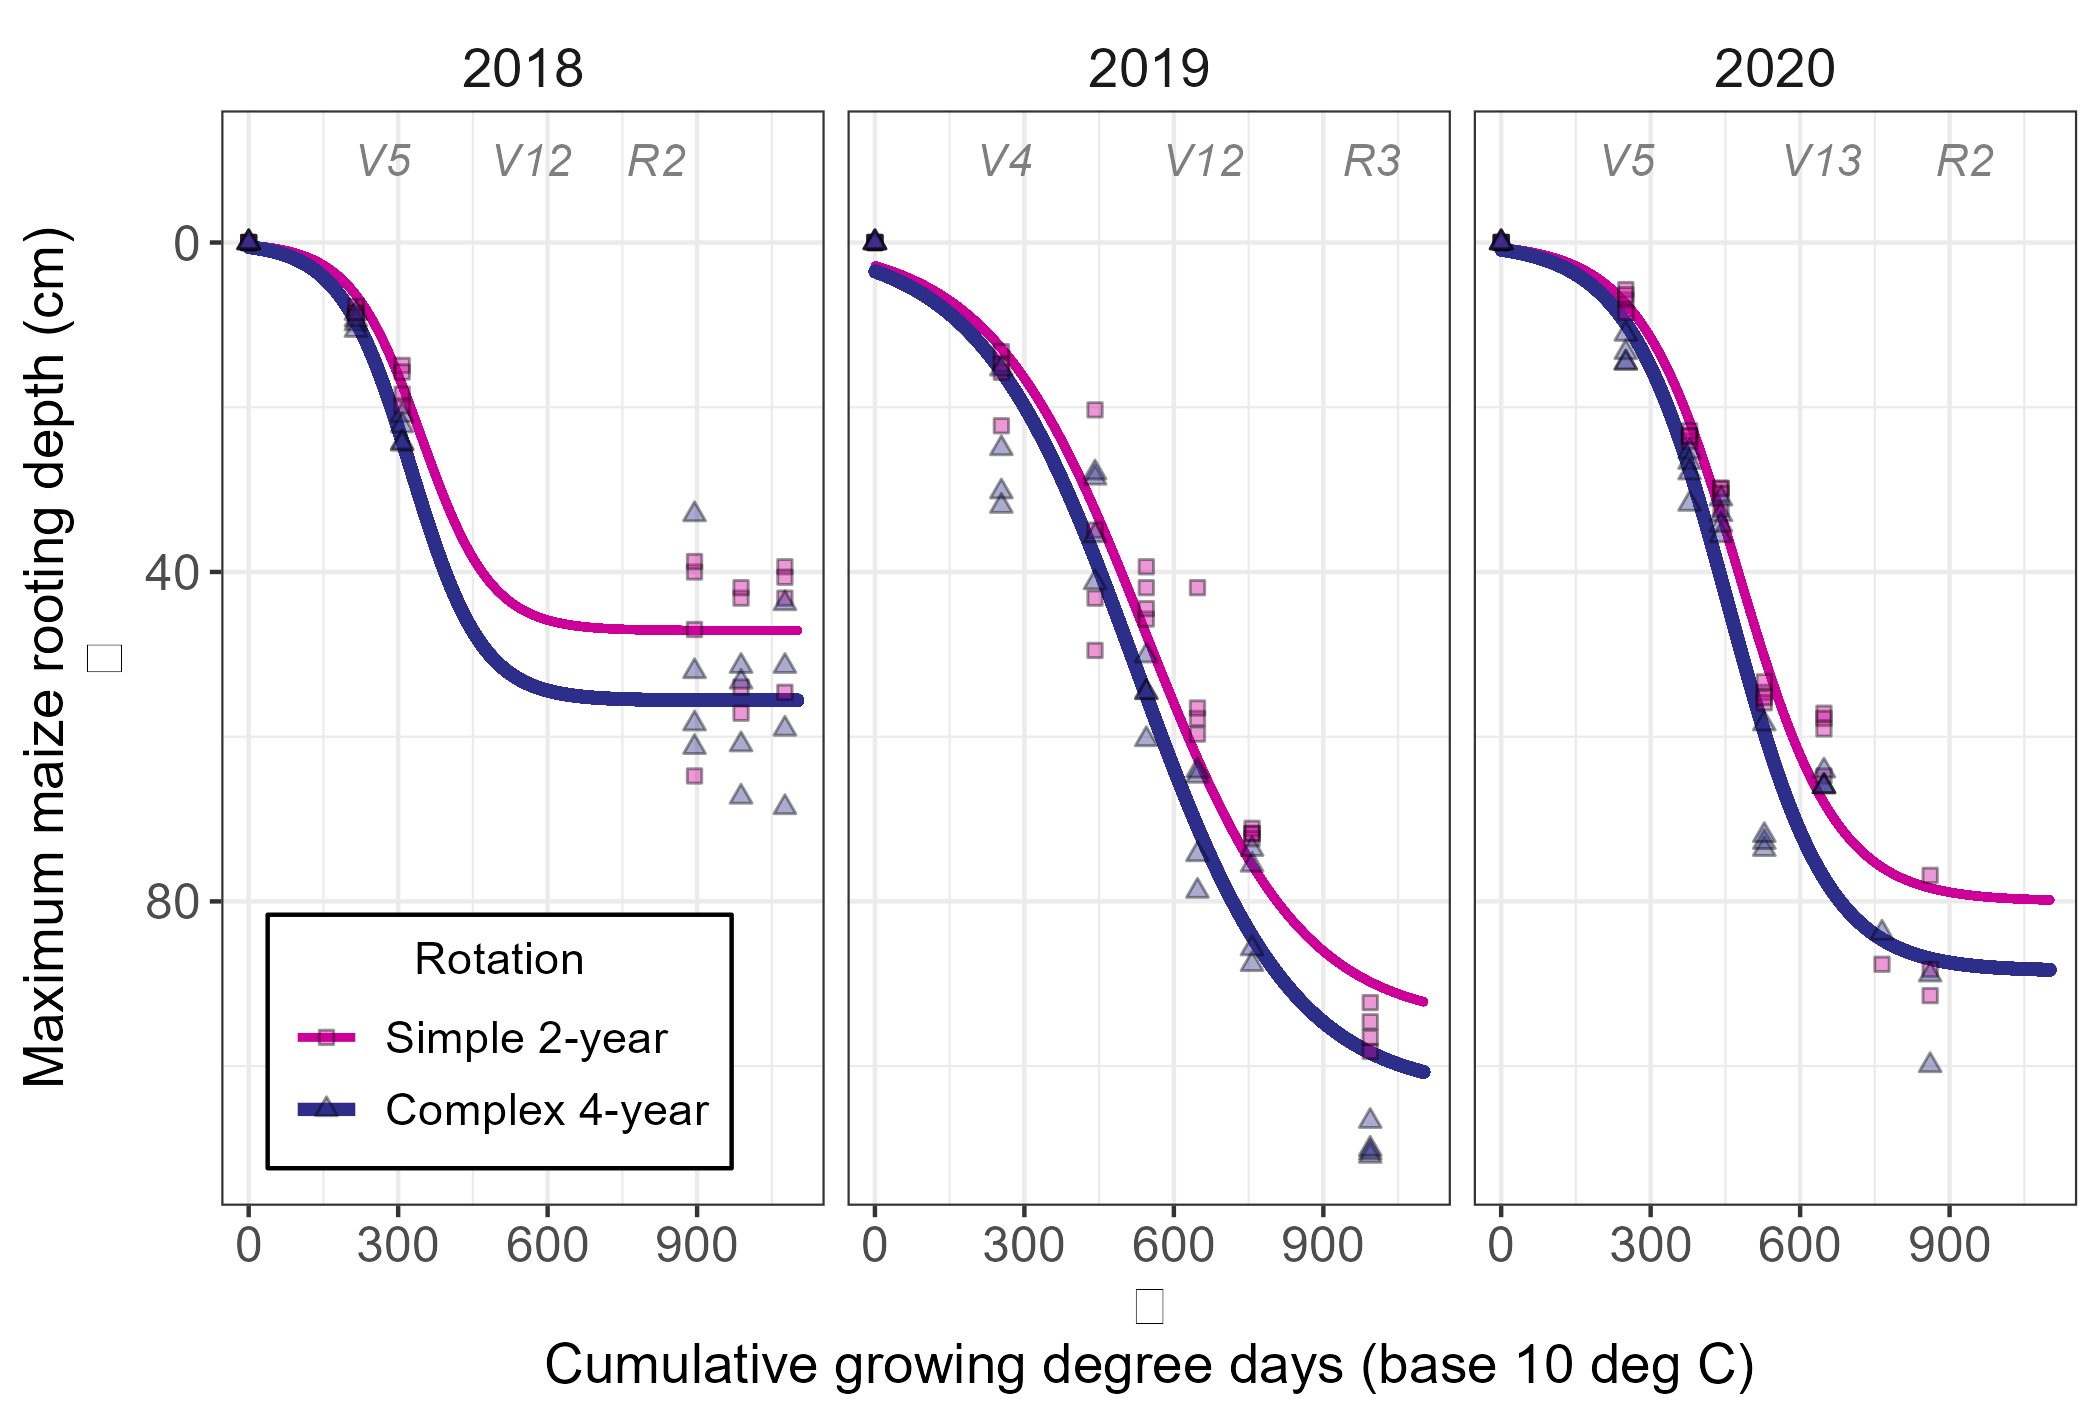 2018 2019 2020
V5 V12 R2 V4 V12 R3 V5 V13 R2
Maximum maize rooting depth (cm)
0
40
80
Rotation
Simple 2-year
Complex 4-year
0 300 600 900 0 300 600 900 0 300 600 900
Cumulative growing degree days (base 10 deg C)